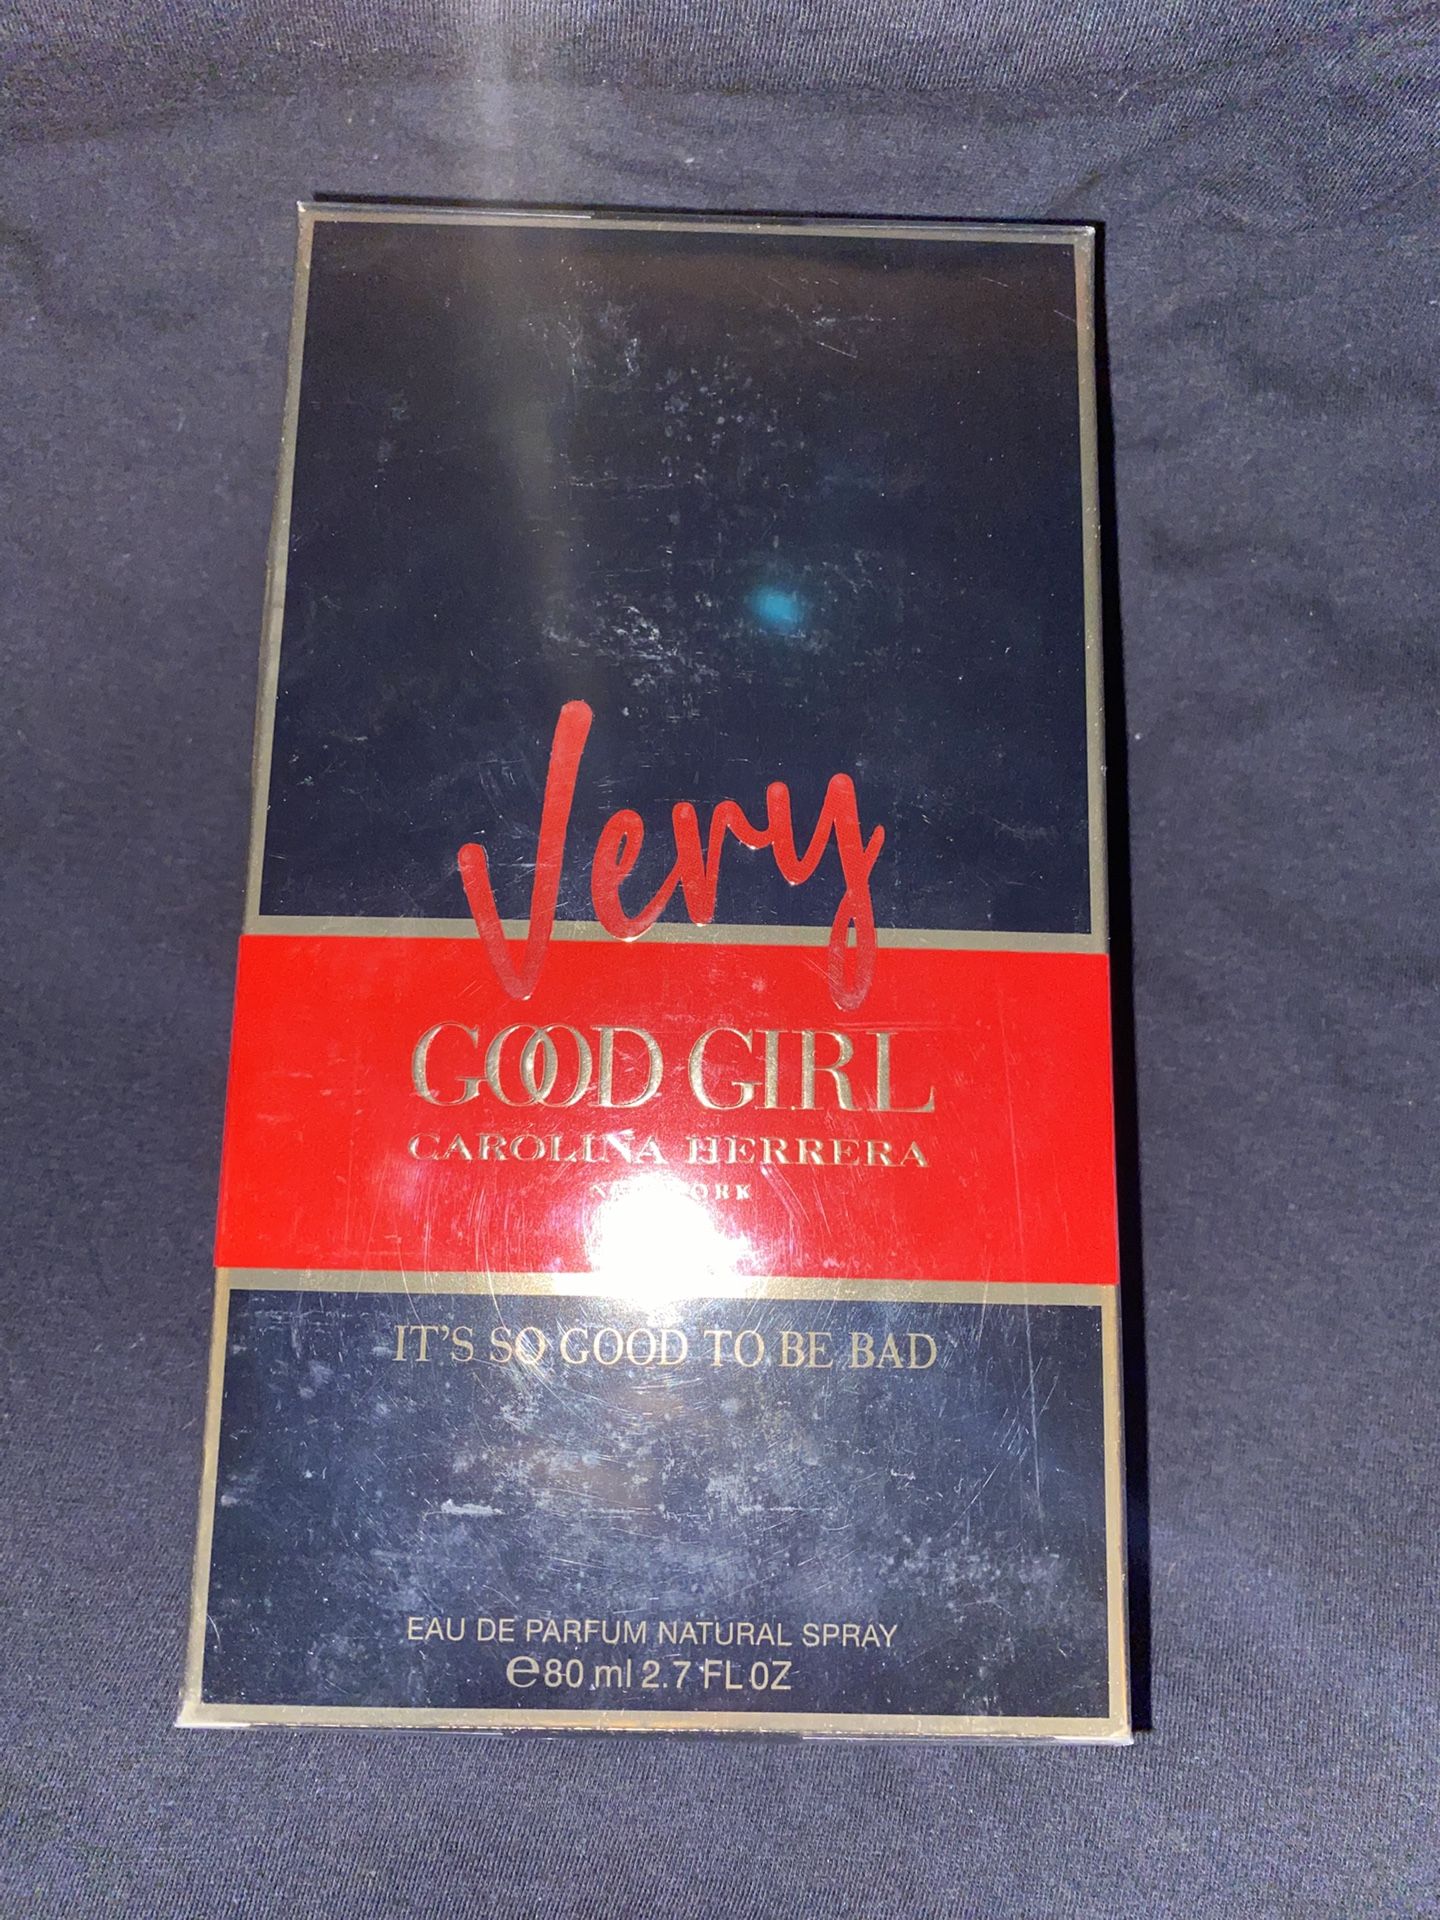 Very
GOOD GIRL
CAROLINA HERRERA
IT'S SO GOOD TO BE BAD
EAU DE PARFUM NATURAL SPRAY
℮80 ml 2.7 FL OZ